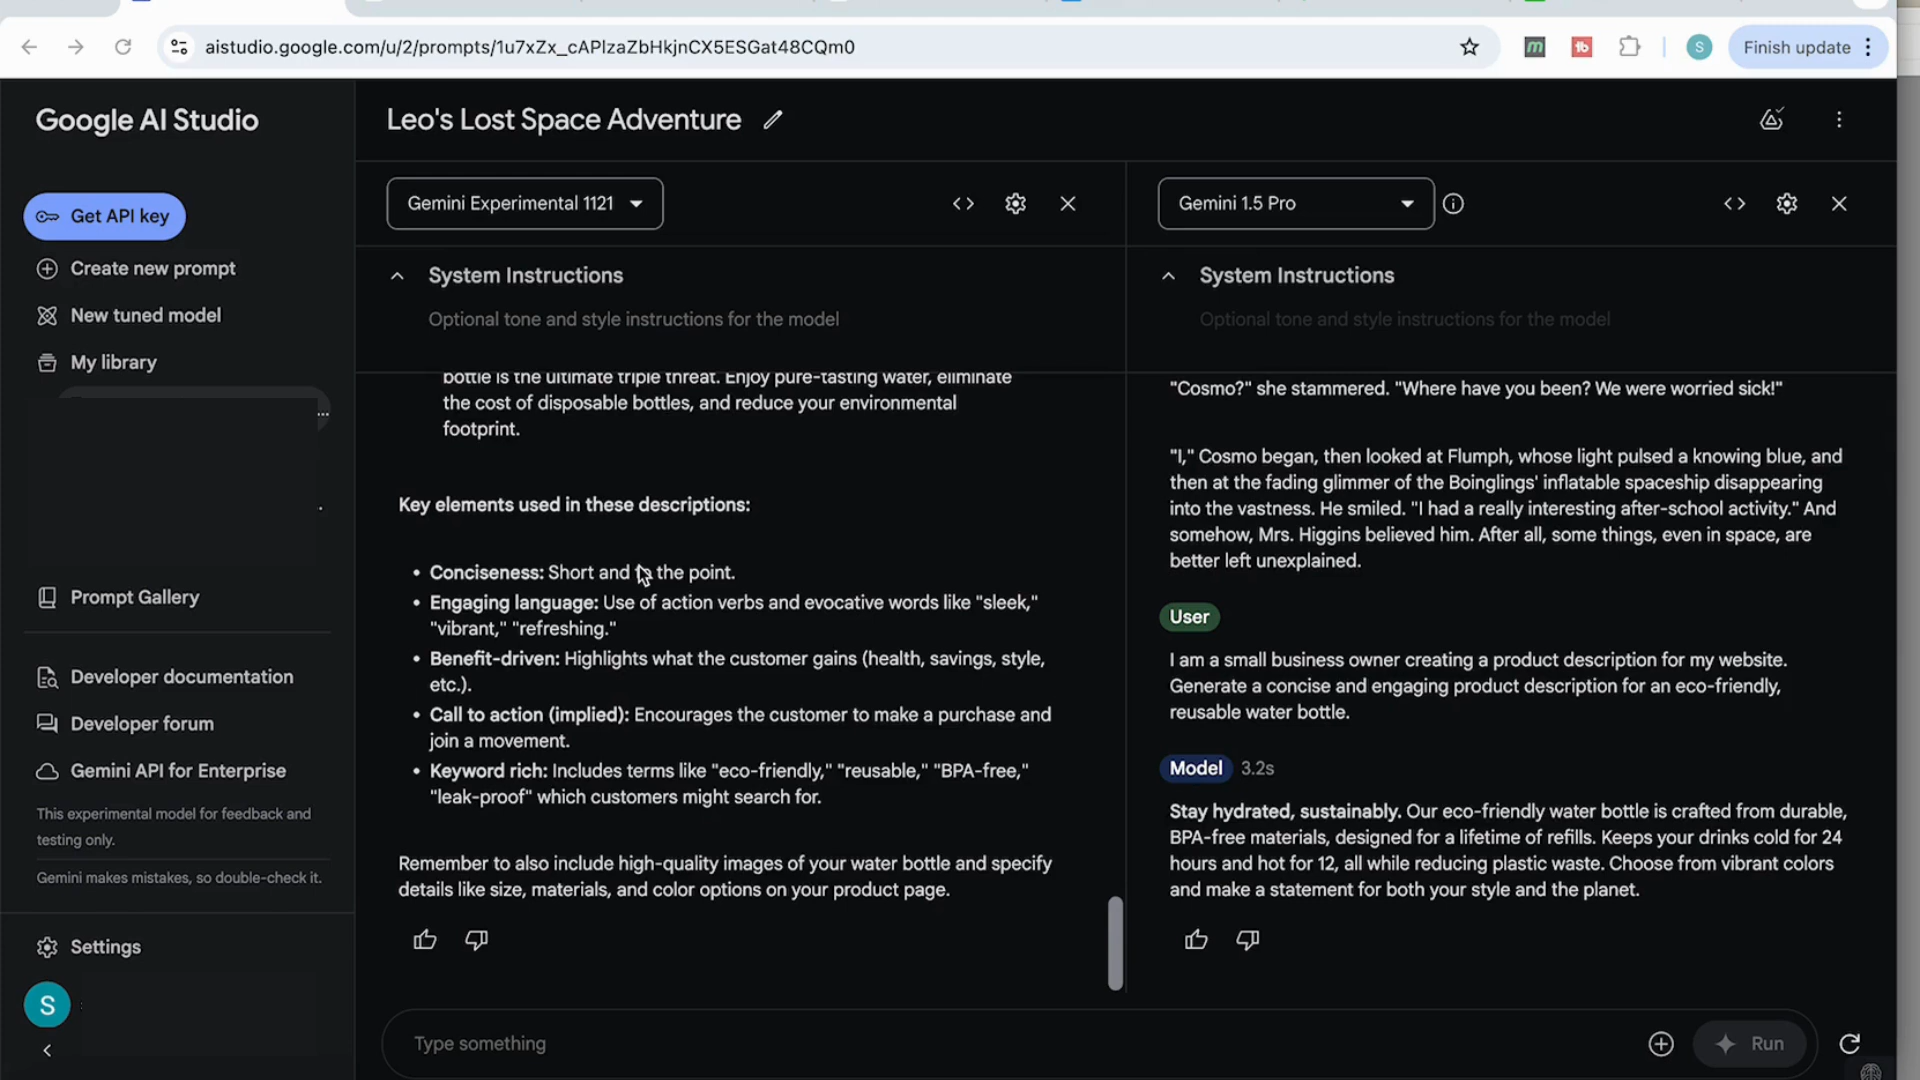 aistudio.google.com/u/2/prompts/1u7xZx_cAPlzaZbHkjnCX5ESGat48CQm0
m
tb
S
Finish update
Google AI Studio
Get API key
Create new prompt
New tuned model
My library
...
Prompt Gallery
Developer documentation
Developer forum
Gemini API for Enterprise
This experimental model for feedback and
testing only.
Gemini makes mistakes, so double-check it.
Settings
S
Leo's Lost Space Adventure
Gemini Experimental 1121
System Instructions
Optional tone and style instructions for the model
bottle is the ultimate triple threat. Enjoy pure-tasting water, eliminate
the cost of disposable bottles, and reduce your environmental
footprint.
Key elements used in these descriptions:
• Conciseness: Short and to the point.
• Engaging language: Use of action verbs and evocative words like "sleek,"
"vibrant," "refreshing."
• Benefit-driven: Highlights what the customer gains (health, savings, style,
etc.).
• Call to action (implied): Encourages the customer to make a purchase and
join a movement.
• Keyword rich: Includes terms like "eco-friendly," "reusable," "BPA-free,"
"leak-proof" which customers might search for.
Remember to also include high-quality images of your water bottle and specify
details like size, materials, and color options on your product page.
Gemini 1.5 Pro
System Instructions
Optional tone and style instructions for the model
"Cosmo?" she stammered. "Where have you been? We were worried sick!"
"I," Cosmo began, then looked at Flumph, whose light pulsed a knowing blue, and
then at the fading glimmer of the Boinglings' inflatable spaceship disappearing
into the vastness. He smiled. "I had a really interesting after-school activity." And
somehow, Mrs. Higgins believed him. After all, some things, even in space, are
better left unexplained.
User
I am a small business owner creating a product description for my website.
Generate a concise and engaging product description for an eco-friendly,
reusable water bottle.
Model 3.2s
Stay hydrated, sustainably. Our eco-friendly water bottle is crafted from durable,
BPA-free materials, designed for a lifetime of refills. Keeps your drinks cold for 24
hours and hot for 12, all while reducing plastic waste. Choose from vibrant colors
and make a statement for both your style and the planet.
Type something
Run